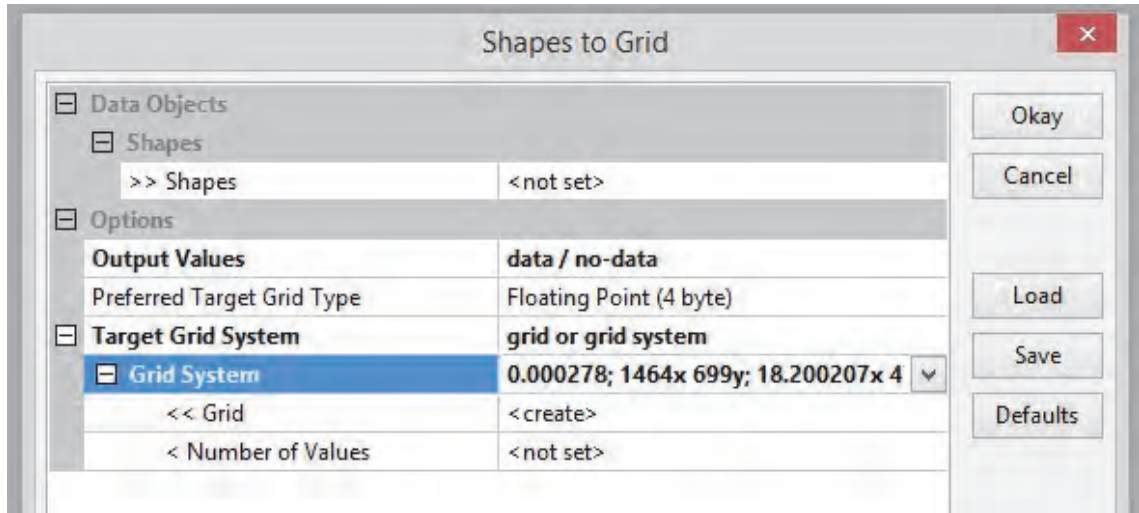 Shapes to Grid
Data Objects
Okay
Shapes
>> Shapes <not set>
Cancel
Options
Output Values data / no-data
Preferred Target Grid Type Floating Point (4 byte)
Load
Target Grid System grid or grid system
Save
Grid System 0.000278; 1464x 699y; 18.200207x 4
<< Grid <create>
Defaults
< Number of Values <not set>